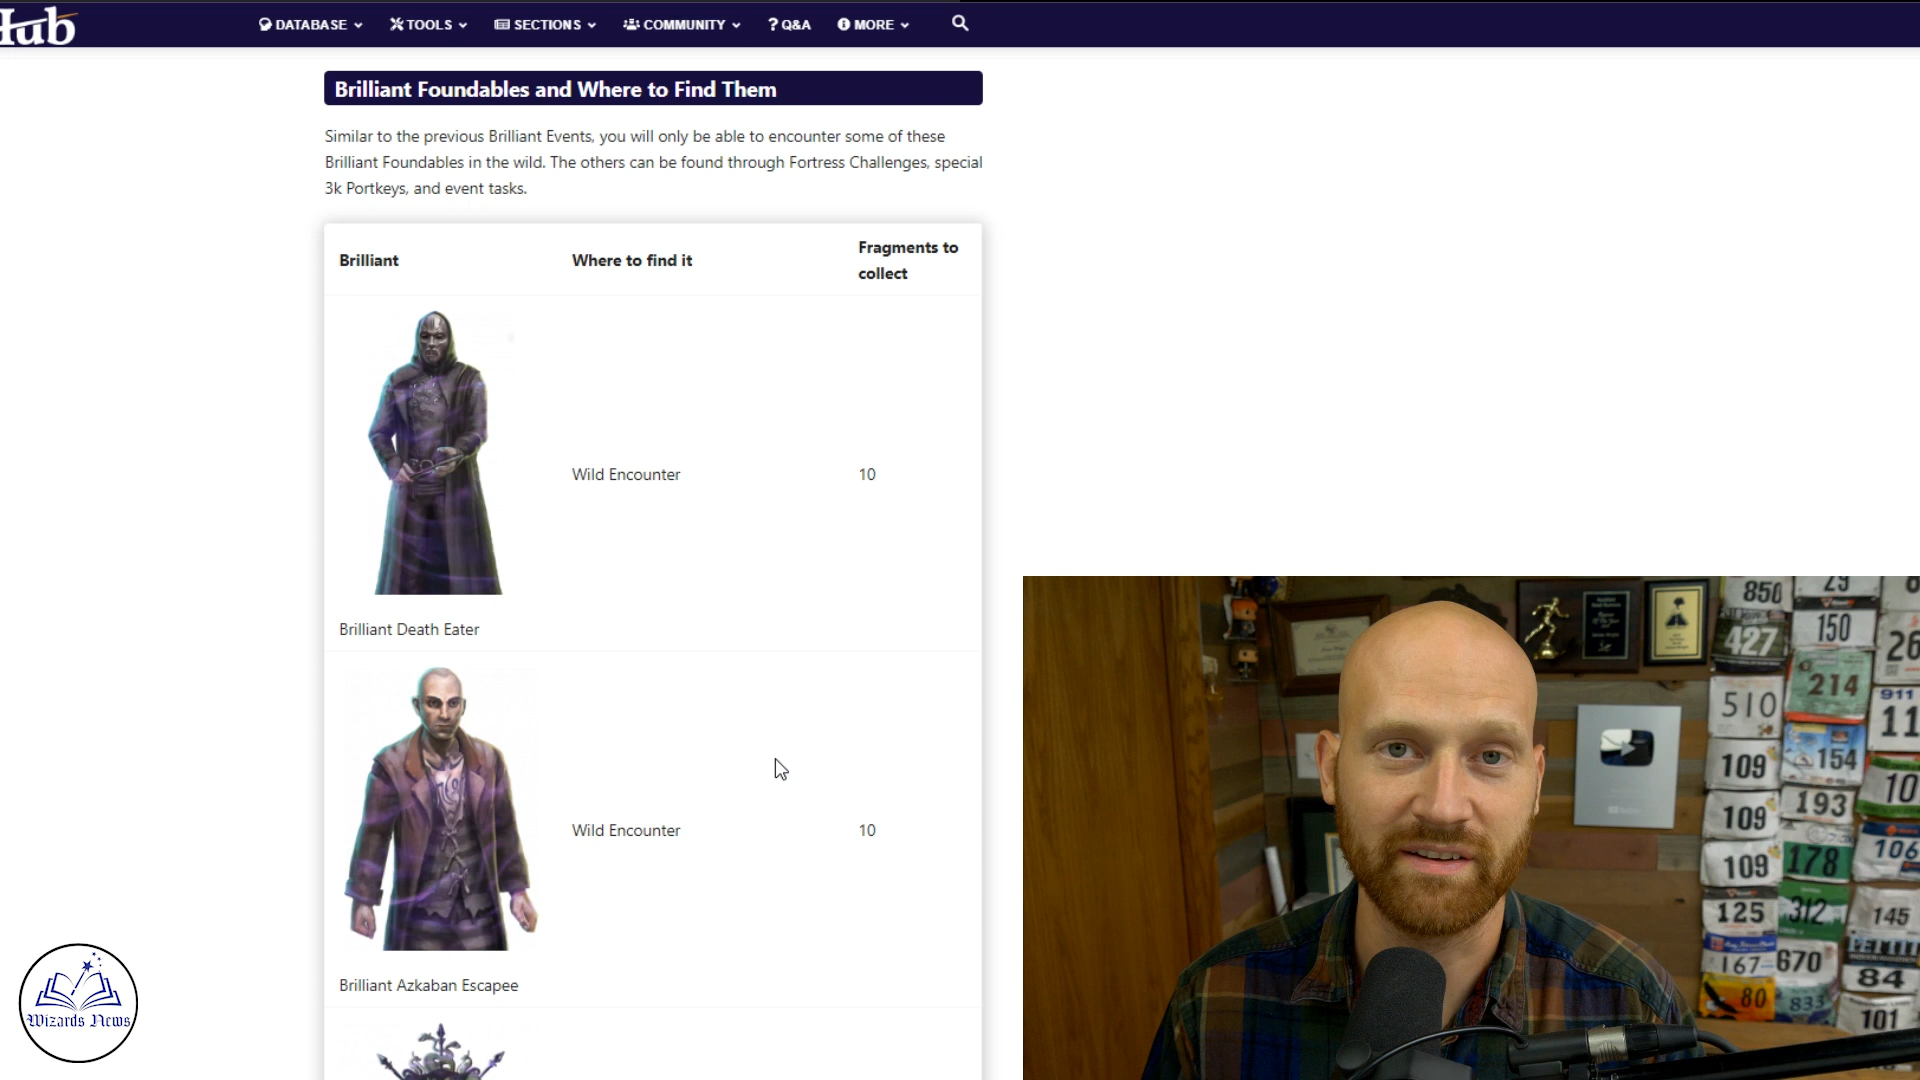 Hub
DATABASE
TOOLS
SECTIONS
COMMUNITY
? Q&A
MORE
Brilliant Foundables and Where to Find Them
Similar to the previous Brilliant Events, you will only be able to encounter some of these
Brilliant Foundables in the wild. The others can be found through Fortress Challenges, special
3k Portkeys, and event tasks.
Brilliant
Where to find it
Fragments to
collect
Wild Encounter
10
Brilliant Death Eater
Wild Encounter
10
Brilliant Azkaban Escapee
Wizards News
850
29
427
150
26
214
510
911
11
109
154
10
193
109
106
109
178
125
312
145
167
670
84
80
833
101